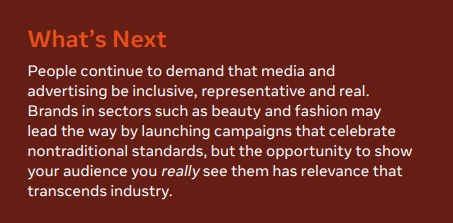 What’s Next
People continue to demand that media and
advertising be inclusive, representative and real.
Brands in sectors such as beauty and fashion may
lead the way by launching campaigns that celebrate
nontraditional standards, but the opportunity to show
your audience you really see them has relevance that
transcends industry.